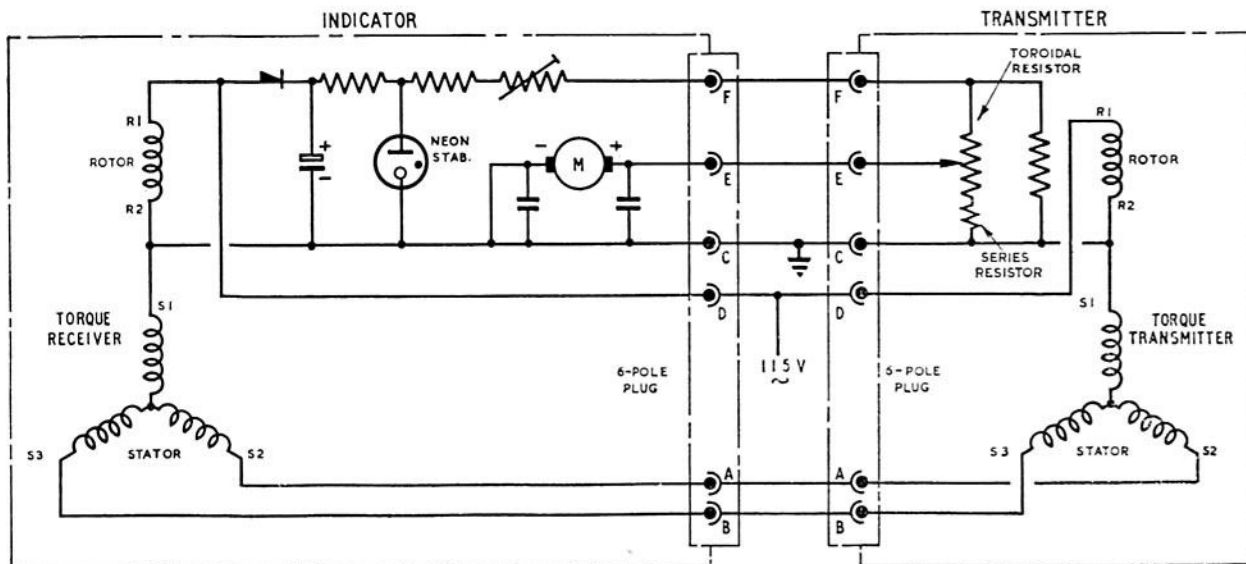 INDICATOR
TRANSMITTER
TOROIDAL
RESISTOR
F
F
R1
R1
+
-
NEON
STAB.
-
M
+
ROTOR
E
E
ROTOR
R2
R2
C
C
SERIES
RESISTOR
D
D
S1
S1
TORQUE
RECEIVER
TORQUE
TRANSMITTER
6-POLE
PLUG
115 V
~
6-POLE
PLUG
S3
STATOR
S2
S3
STATOR
S2
A
A
B
B